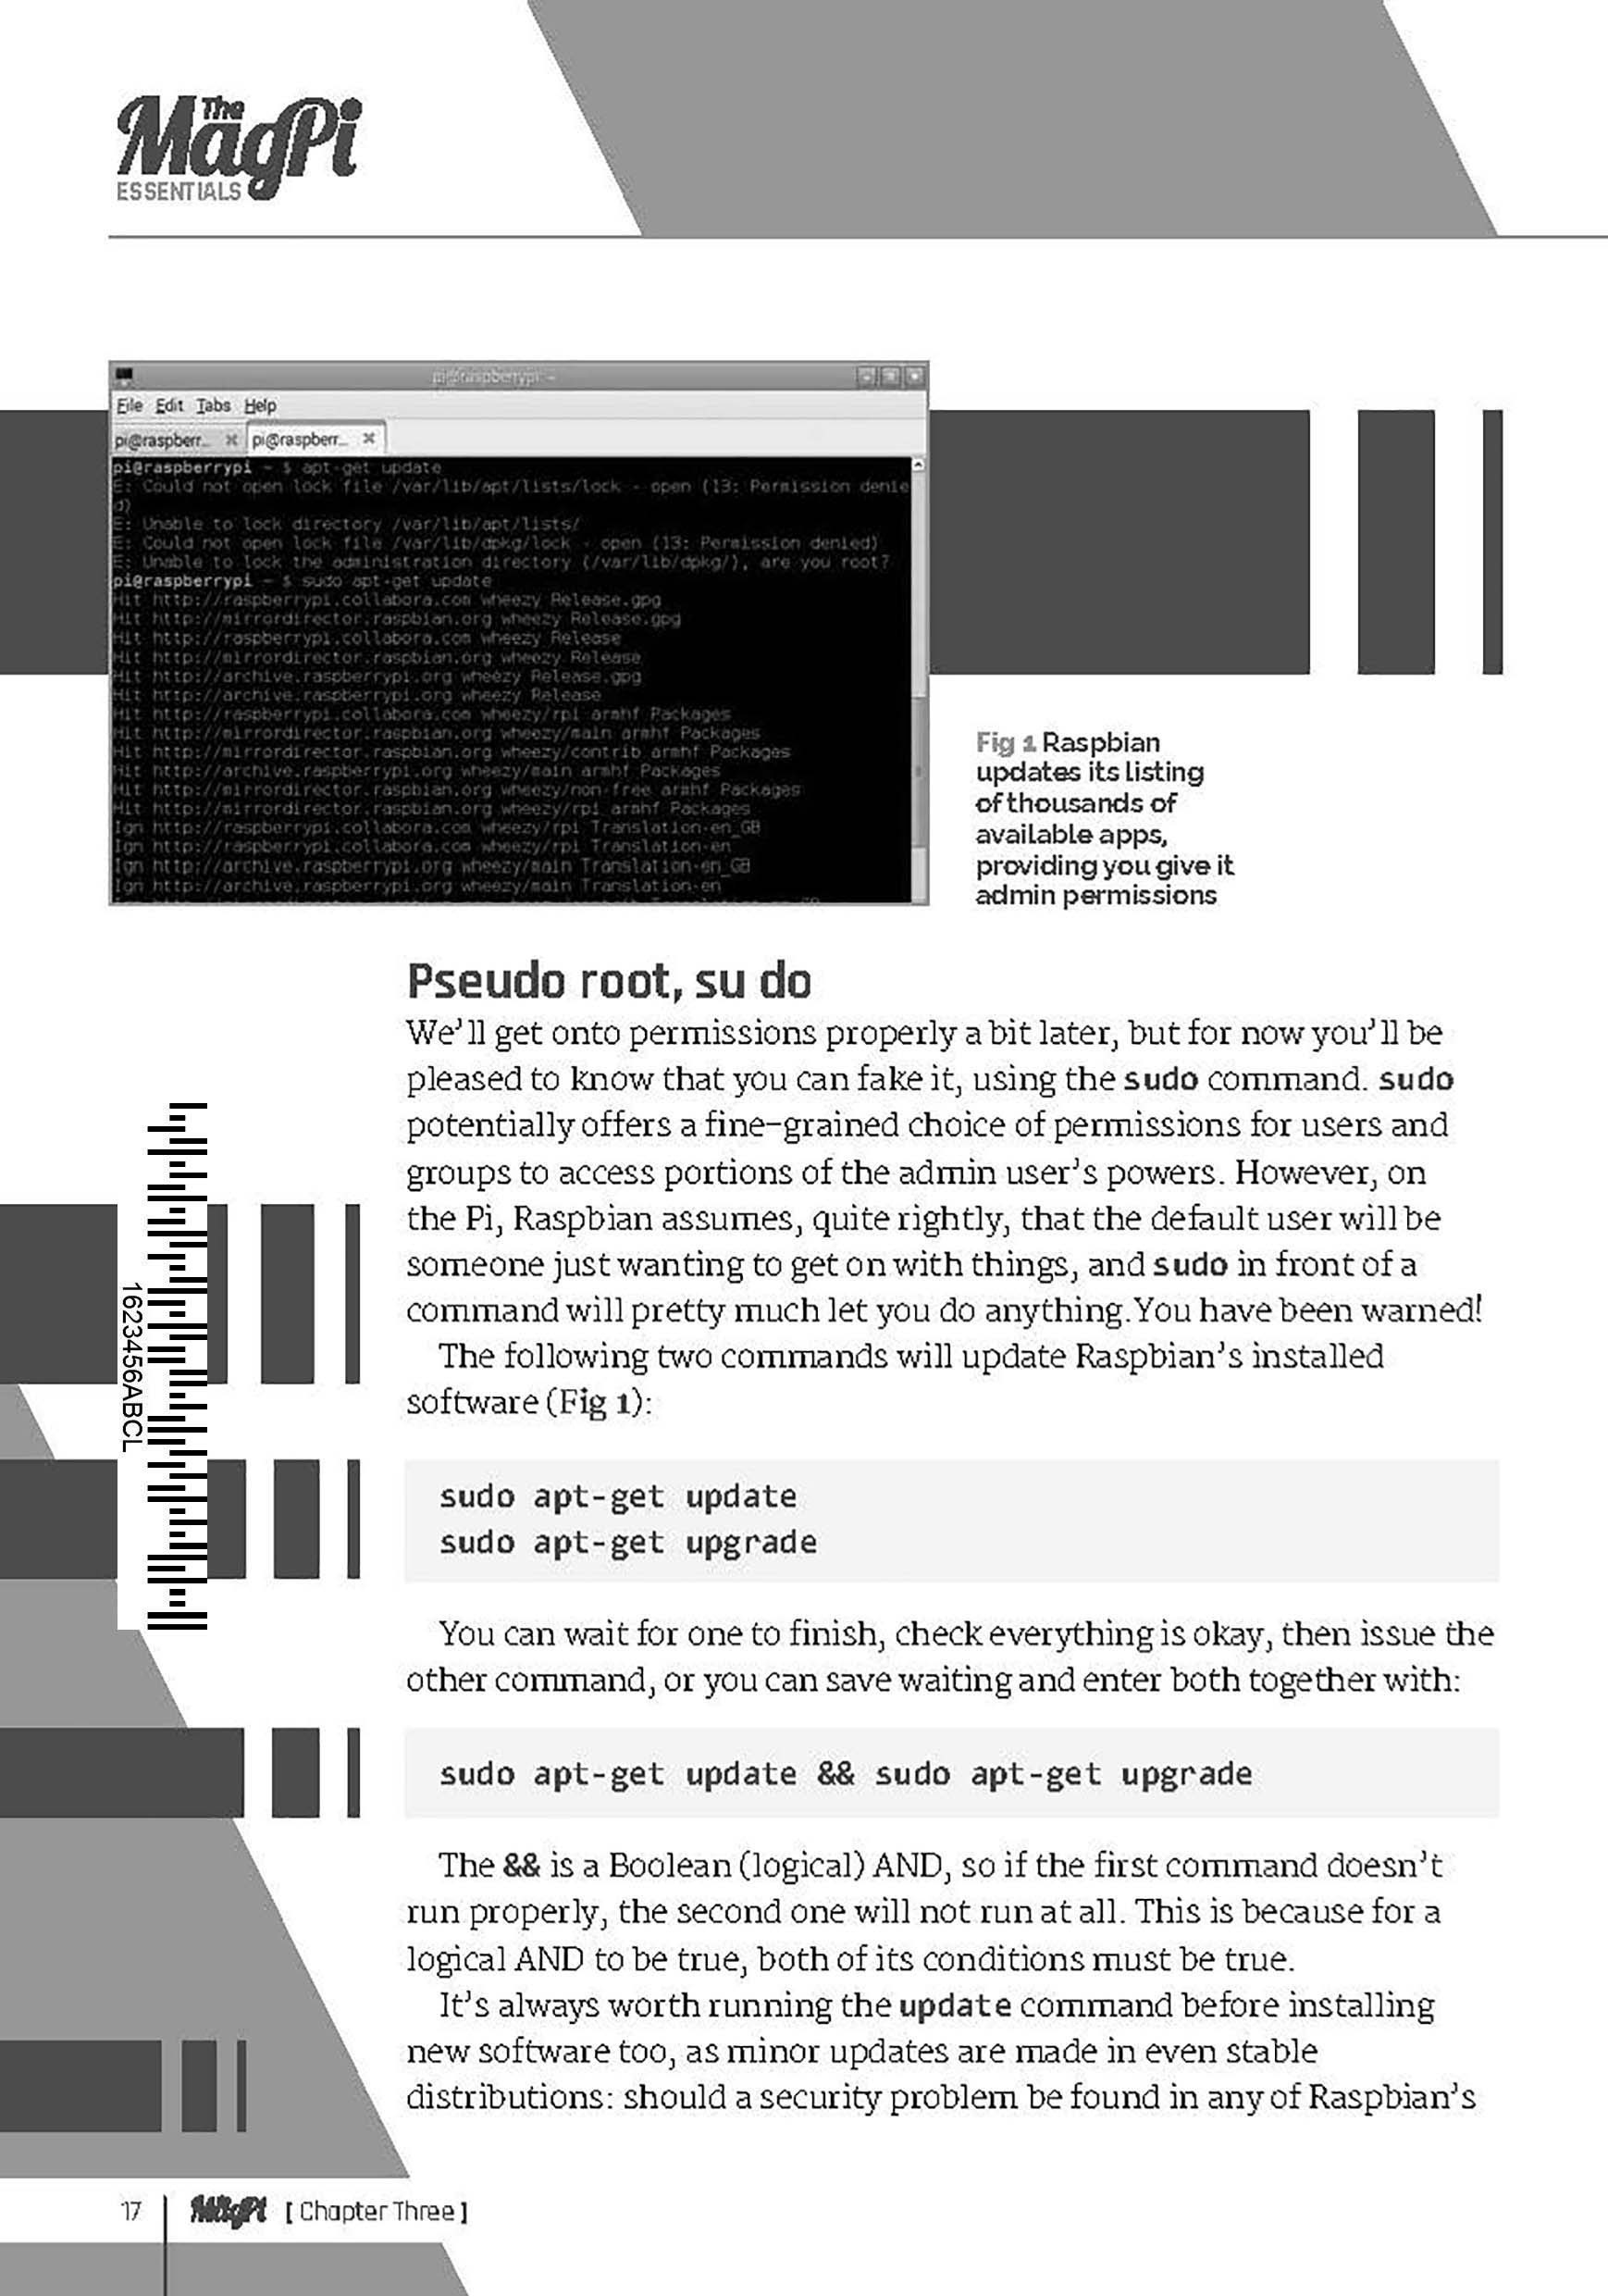 The
MagPi
ESSENTIALS
pi@raspberrypi: ~
File Edit Tabs Help
pi@raspberr... pi@raspberr...
pi@raspberrypi ~ $ apt-get update
E: Could not open lock file /var/lib/apt/lists/lock - open (13: Permission denie
d)
E: Unable to lock directory /var/lib/apt/lists/
E: Could not open lock file /var/lib/dpkg/lock - open (13: Permission denied)
E: Unable to lock the administration directory (/var/lib/dpkg/), are you root?
pi@raspberrypi ~ $ sudo apt-get update
Hit http://raspberrypi.collabora.com wheezy Release.gpg
Hit http://mirrordirector.raspbian.org wheezy Release.gpg
Hit http://raspberrypi.collabora.com wheezy Release
Hit http://mirrordirector.raspbian.org wheezy Release
Hit http://archive.raspberrypi.org wheezy Release.gpg
Hit http://archive.raspberrypi.org wheezy Release
Hit http://raspberrypi.collabora.com wheezy/rpi armhf Packages
Hit http://mirrordirector.raspbian.org wheezy/main armhf Packages
Hit http://mirrordirector.raspbian.org wheezy/contrib armhf Packages
Hit http://archive.raspberrypi.org wheezy/main armhf Packages
Hit http://mirrordirector.raspbian.org wheezy/non-free armhf Packages
Hit http://mirrordirector.raspbian.org wheezy/rpi armhf Packages
Ign http://raspberrypi.collabora.com wheezy/rpi Translation-en_GB
Ign http://raspberrypi.collabora.com wheezy/rpi Translation-en
Ign http://archive.raspberrypi.org wheezy/main Translation-en_GB
Ign http://archive.raspberrypi.org wheezy/main Translation-en
Fig 1 Raspbian
updates its listing
of thousands of
available apps,
providing you give it
admin permissions
Pseudo root, su do
We'll get onto permissions properly a bit later, but for now you'll be
pleased to know that you can fake it, using the sudo command. sudo
potentially offers a fine-grained choice of permissions for users and
groups to access portions of the admin user's powers. However, on
the Pi, Raspbian assumes, quite rightly, that the default user will be
someone just wanting to get on with things, and sudo in front of a
command will pretty much let you do anything. You have been warned!
The following two commands will update Raspbian's installed
software (Fig 1):
sudo apt-get update
sudo apt-get upgrade
You can wait for one to finish, check everything is okay, then issue the
other command, or you can save waiting and enter both together with:
sudo apt-get update && sudo apt-get upgrade
The && is a Boolean (logical) AND, so if the first command doesn't
run properly, the second one will not run at all. This is because for a
logical AND to be true, both of its conditions must be true.
It's always worth running the update command before installing
new software too, as minor updates are made in even stable
distributions: should a security problem be found in any of Raspbian's
1623456ABCL
17 MagPi [ Chapter Three ]